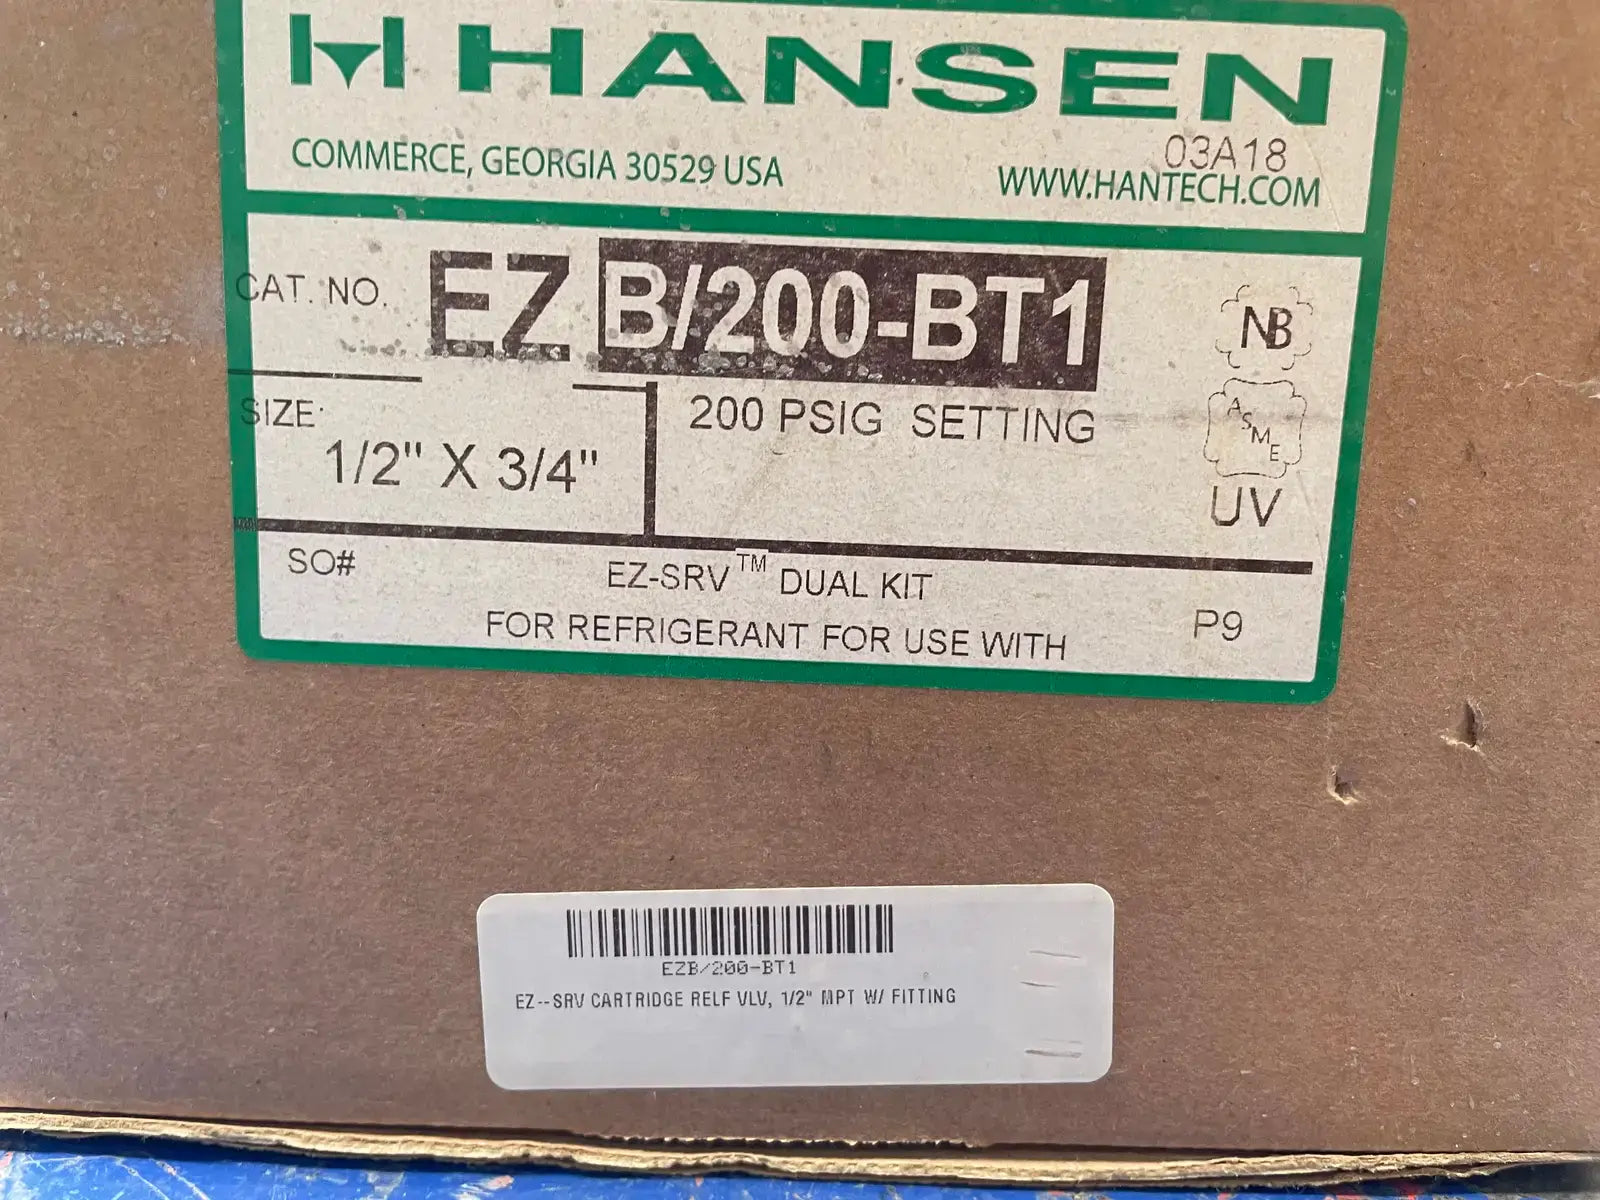 HANSEN
03A18
COMMERCE, GEORGIA 30529 USA
WWW.HANTECH.COM
CAT. NO. EZ B/200-BT1
NB
SIZE:
1/2" X 3/4"
200 PSIG SETTING
ASME
UV
SO#
EZ-SRV™ DUAL KIT
FOR REFRIGERANT FOR USE WITH
P9
EZB/200-BT1
EZ--SRV CARTRIDGE RELF VLV, 1/2" MPT W/ FITTING